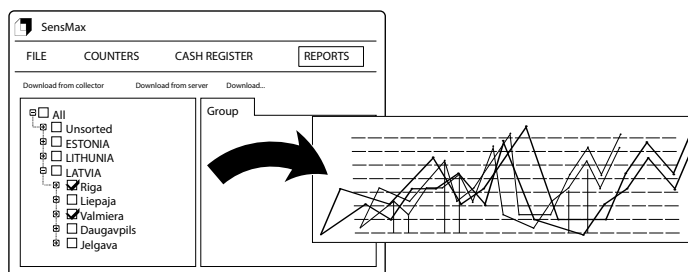 SensMax
FILE COUNTERS CASH REGISTER REPORTS
Download from collector Download from server Download...
Group
All
Unsorted
ESTONIA
LITHUNIA
LATVIA
Riga
Liepaja
Valmiera
Daugavpils
Jelgava